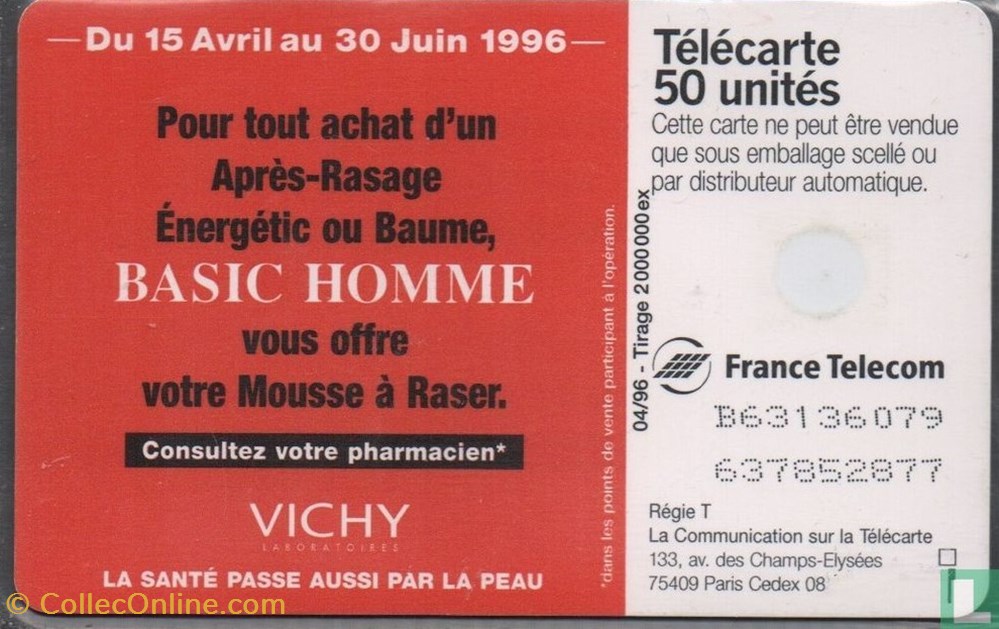 Du 15 Avril au 30 Juin 1996
Pour tout achat d'un
Après-Rasage
Énergétic ou Baume,
BASIC HOMME
vous offre
votre Mousse à Raser.
Consultez votre pharmacien*
VICHY
LABORATOIRES
LA SANTÉ PASSE AUSSI PAR LA PEAU
*dans les points de vente participant à l'opération.
04/96 - Tirage 2 000 000 ex
Télécarte
50 unités
Cette carte ne peut être vendue
que sous emballage scellé ou
par distributeur automatique.
France Telecom
B63136079
637852877
Régie T
La Communication sur la Télécarte
133, av. des Champs-Elysées
75409 Paris Cedex 08
© CollecOnline.com
L